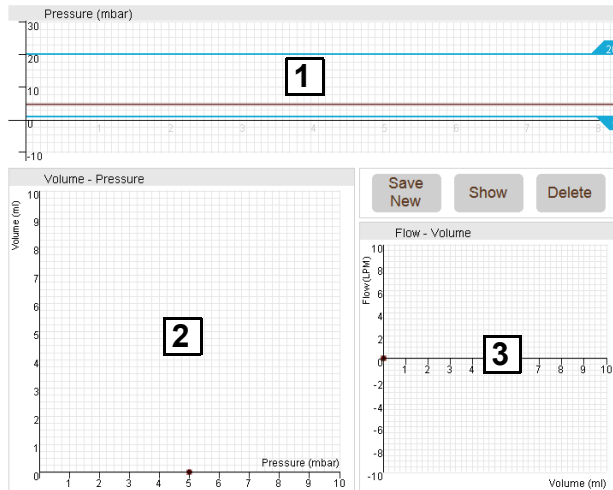 Pressure (mbar)
30
20
10
0
-10
1 2 3 4 5 6 7 8
1
Volume - Pressure
Volume (ml)
10
9
8
7
6
5
4
3
2
1
0
2
Pressure (mbar)
1 2 3 4 5 6 7 8 9 10
Save
New
Show
Delete
Flow - Volume
Flow (LPM)
10
8
6
4
2
0
-2
-4
-6
-8
-10
3
1 2 3 4 7 8 9 10
Volume (ml)